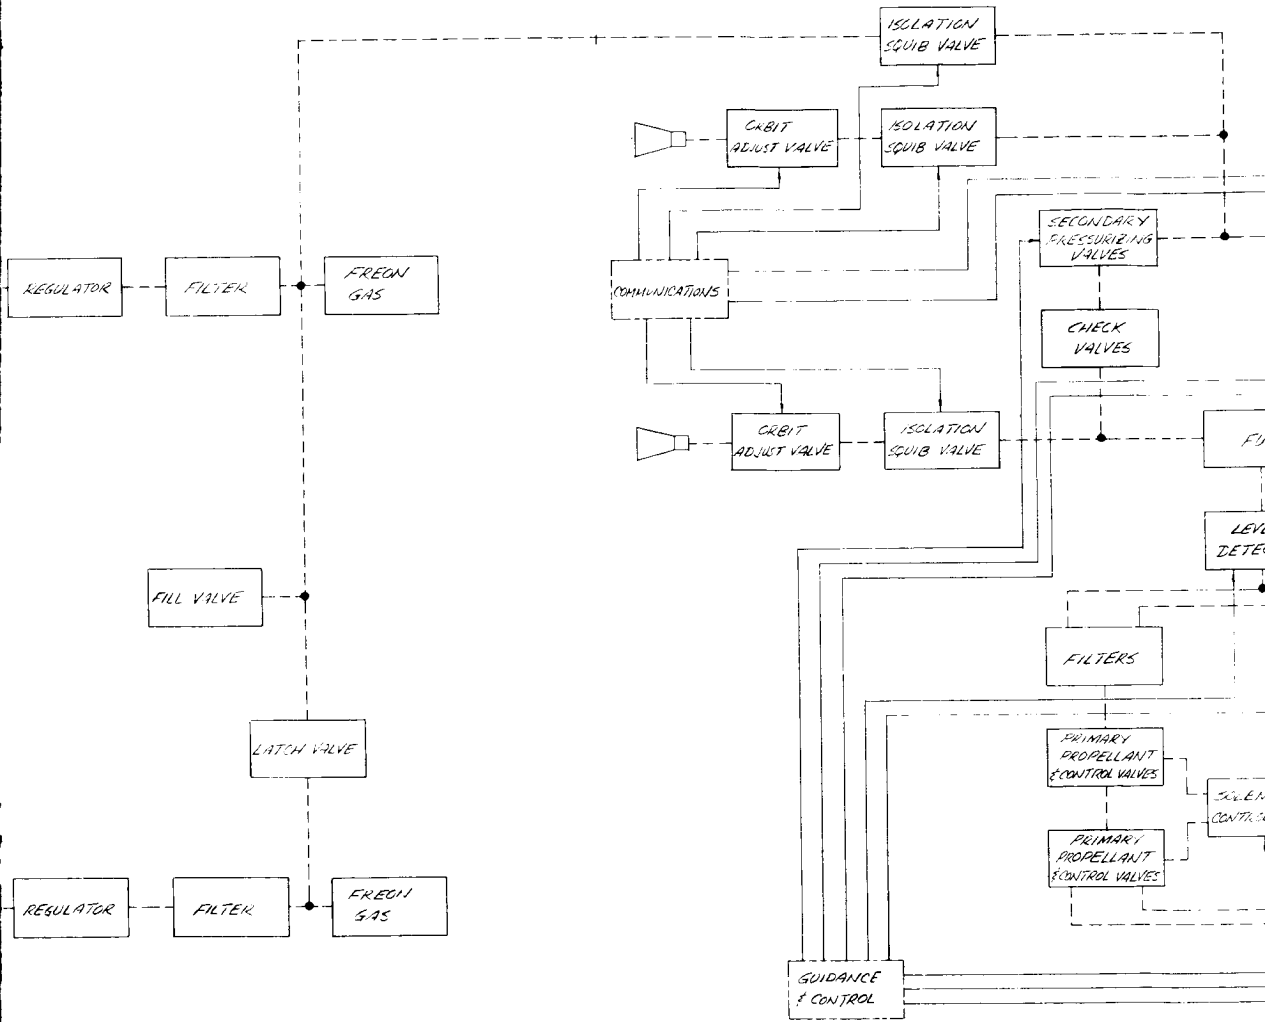 ISOLATION
SQUIB VALVE
ORBIT
ADJUST VALVE
ISOLATION
SQUIB VALVE
SECONDARY
PRESSURIZING
VALVES
REGULATOR
FILTER
FREON
GAS
COMMUNICATIONS
CHECK
VALVES
ORBIT
ADJUST VALVE
ISOLATION
SQUIB VALVE
FILL VALVE
FILTERS
LATCH VALVE
PRIMARY
PROPELLANT
& CONTROL VALVES
PRIMARY
PROPELLANT
& CONTROL VALVES
REGULATOR
FILTER
FREON
GAS
GUIDANCE
& CONTROL